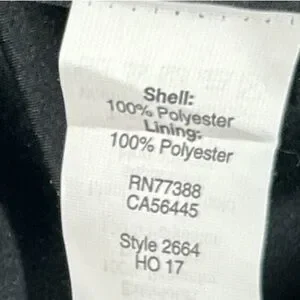 Shell:
100% Polyester
Lining:
100% Polyester
RN77388
CA56445
Style 2664
HO 17